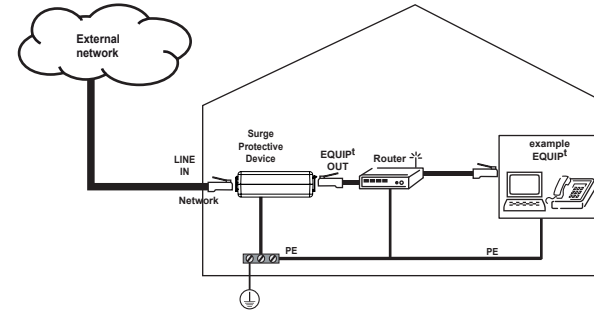 External
network
Surge
Protective
Device
LINE
IN
Network
EQUIPt
OUT
Router
example
EQUIPt
PE
PE